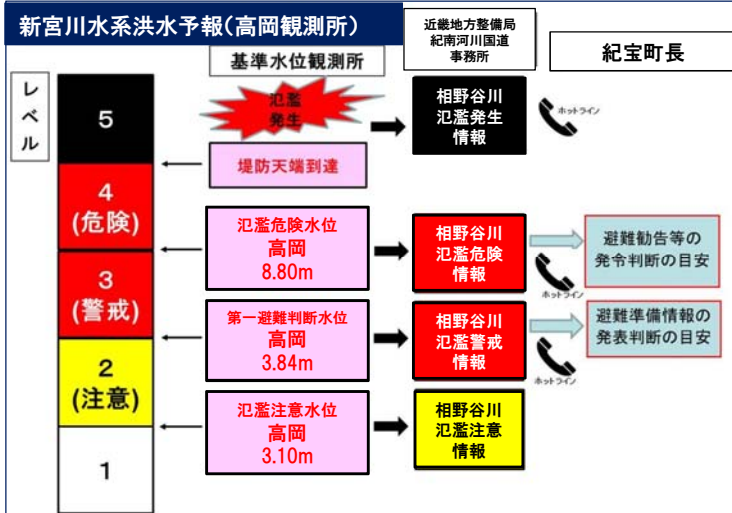 新宮川水系洪水予報(高岡観測所)
基準水位観測所
近畿地方整備局
紀南河川国道
事務所
紀宝町長
レベル
5
氾濫
発生
相野谷川
氾濫発生
情報
ホットライン
堤防天端到達
4
(危険)
氾濫危険水位
高岡
8.80m
相野谷川
氾濫危険
情報
ホットライン
避難勧告等の
発令判断の目安
3
(警戒)
第一避難判断水位
高岡
3.84m
相野谷川
氾濫警戒
情報
ホットライン
避難準備情報の
発表判断の目安
2
(注意)
氾濫注意水位
高岡
3.10m
相野谷川
氾濫注意
情報
1